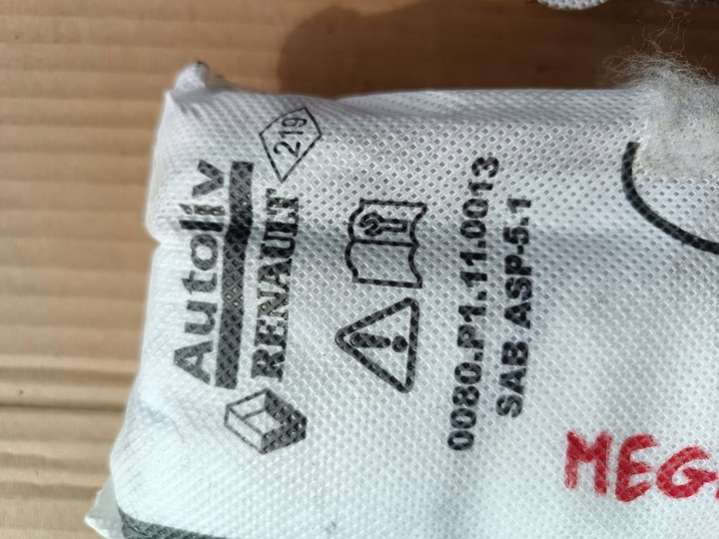 Autoliv
RENAULT
219
0080.P1.11.0013
SAB ASP-5.1
MEG